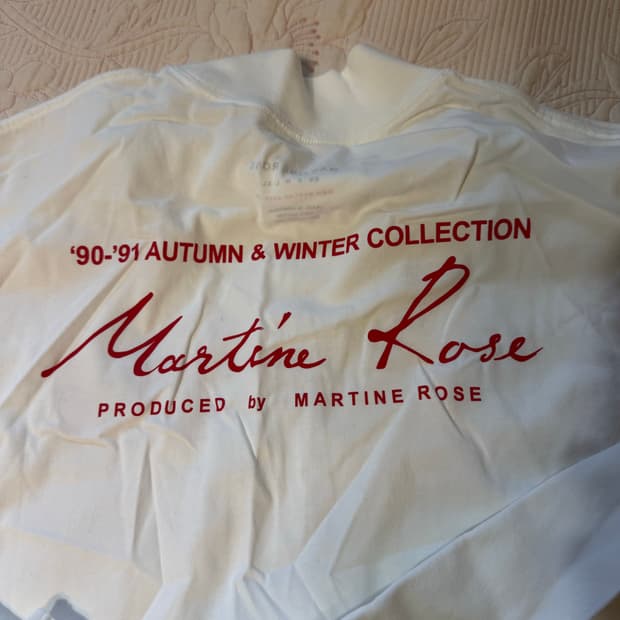 '90-'91 AUTUMN & WINTER COLLECTION
Martine Rose
PRODUCED by MARTINE ROSE